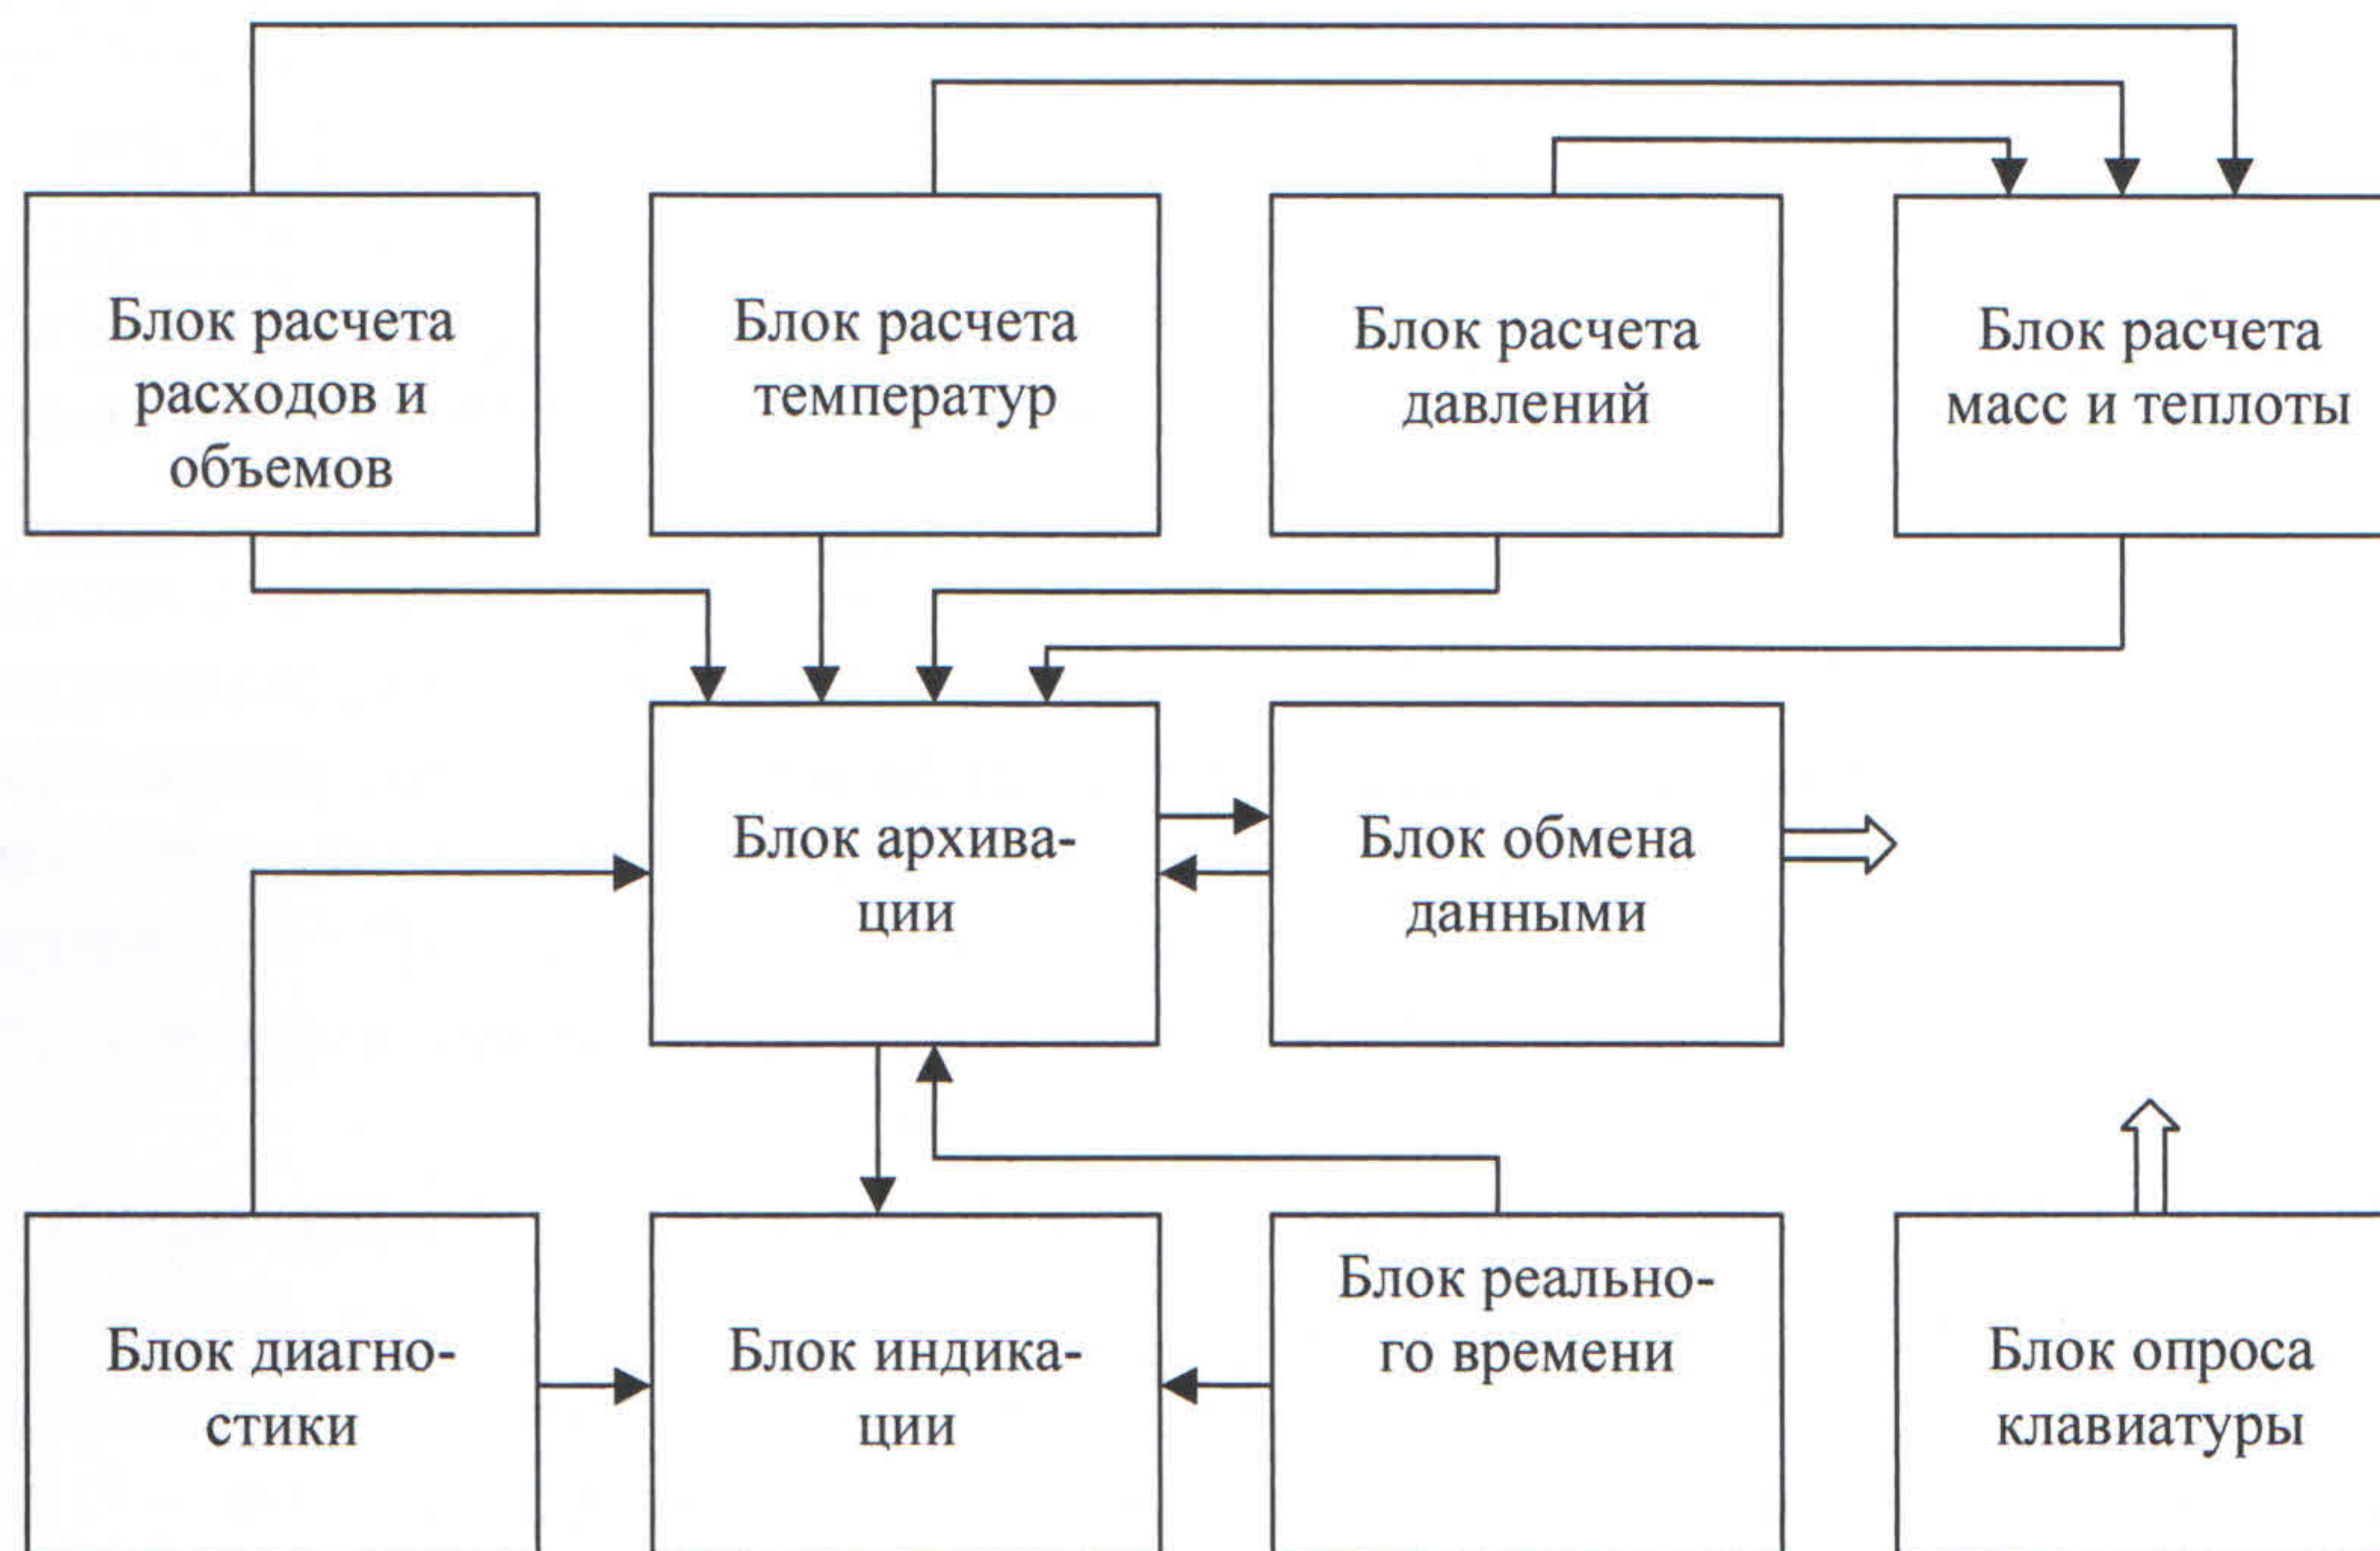 Блок расчета
расходов и
объемов
Блок расчета
температур
Блок расчета
давлений
Блок расчета
масс и теплоты
Блок архива-
ции
Блок обмена
данными
Блок диагно-
стики
Блок индика-
ции
Блок реально-
го времени
Блок опроса
клавиатуры